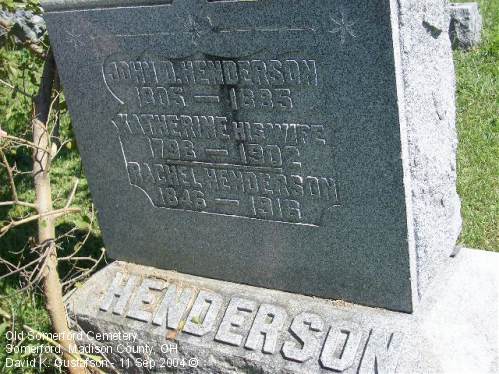 JOHN D. HENDERSON
1805 — 1885
KATHERINE HIS WIFE
1798 — 1902
RACHEL HENDERSON
1846 — 1916
HENDERSON
Old Somerford Cemetery
Somerford, Madison County, OH
David K. Gustafson - 11 Sep 2004 ©